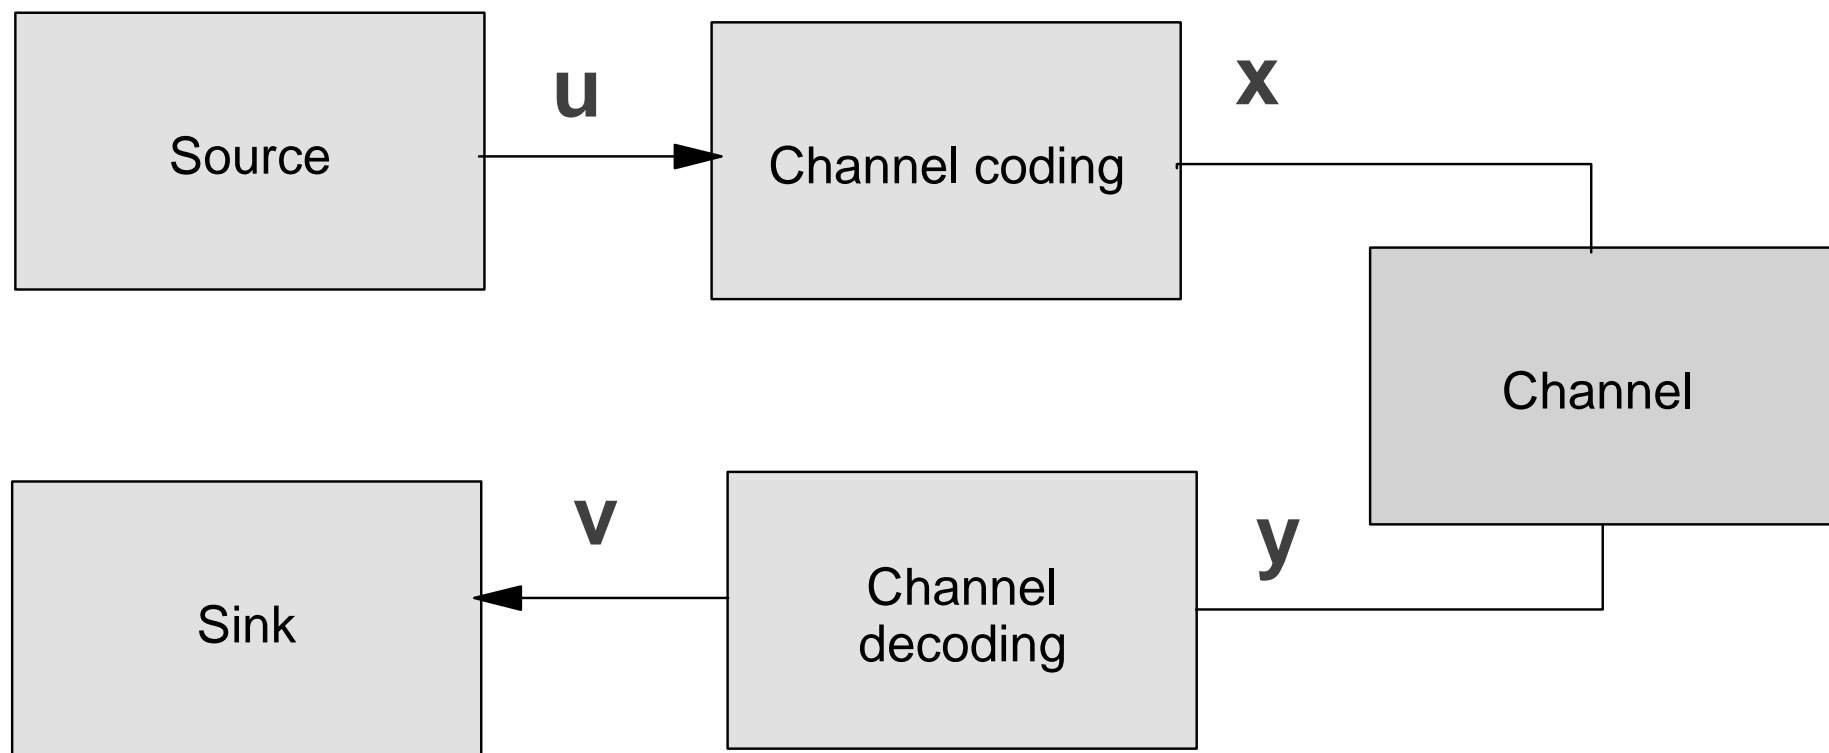 Source
u
Channel coding
x
Channel
Sink
v
Channel
decoding
y